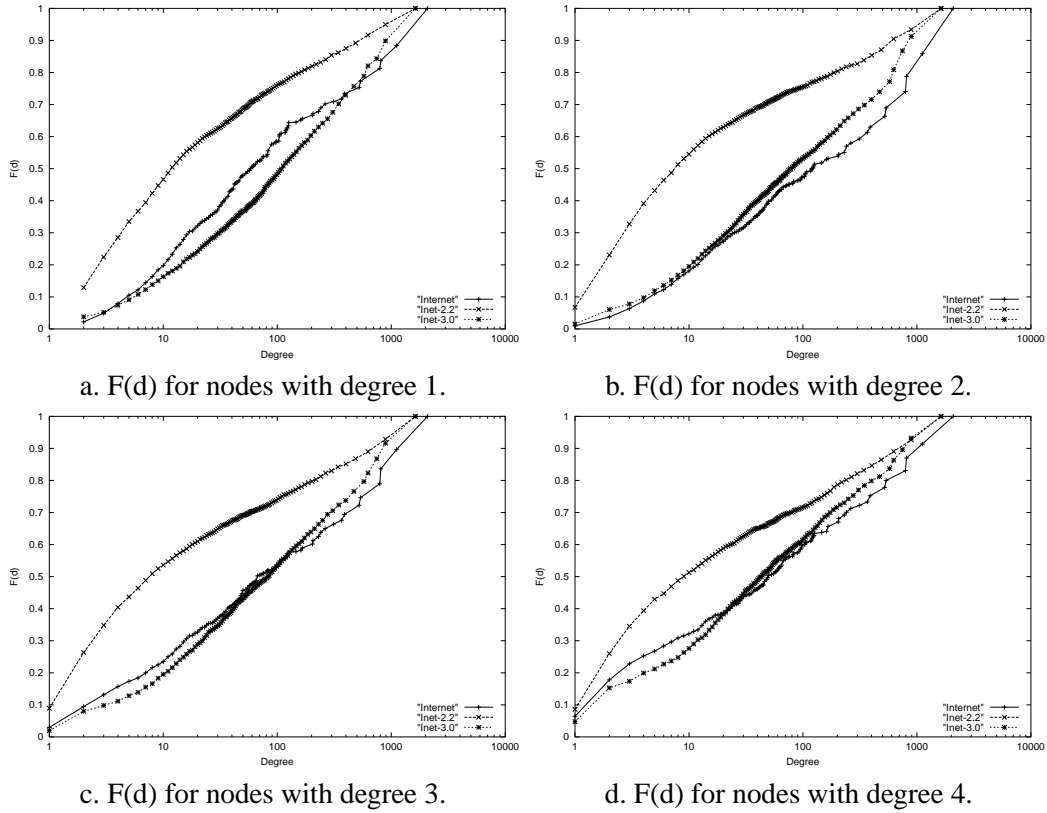 1
0.9
0.8
0.7
0.6
0.5
0.4
0.3
0.2
0.1
0
F(d)
1 10 100 1000 10000
Degree
"Internet"
"Inet-2.2"
"Inet-3.0"
a. F(d) for nodes with degree 1.
1
0.9
0.8
0.7
0.6
0.5
0.4
0.3
0.2
0.1
0
F(d)
1 10 100 1000 10000
Degree
"Internet"
"Inet-2.2"
"Inet-3.0"
b. F(d) for nodes with degree 2.
1
0.9
0.8
0.7
0.6
0.5
0.4
0.3
0.2
0.1
0
F(d)
1 10 100 1000 10000
Degree
"Internet"
"Inet-2.2"
"Inet-3.0"
c. F(d) for nodes with degree 3.
1
0.9
0.8
0.7
0.6
0.5
0.4
0.3
0.2
0.1
0
F(d)
1 10 100 1000 10000
Degree
"Internet"
"Inet-2.2"
"Inet-3.0"
d. F(d) for nodes with degree 4.